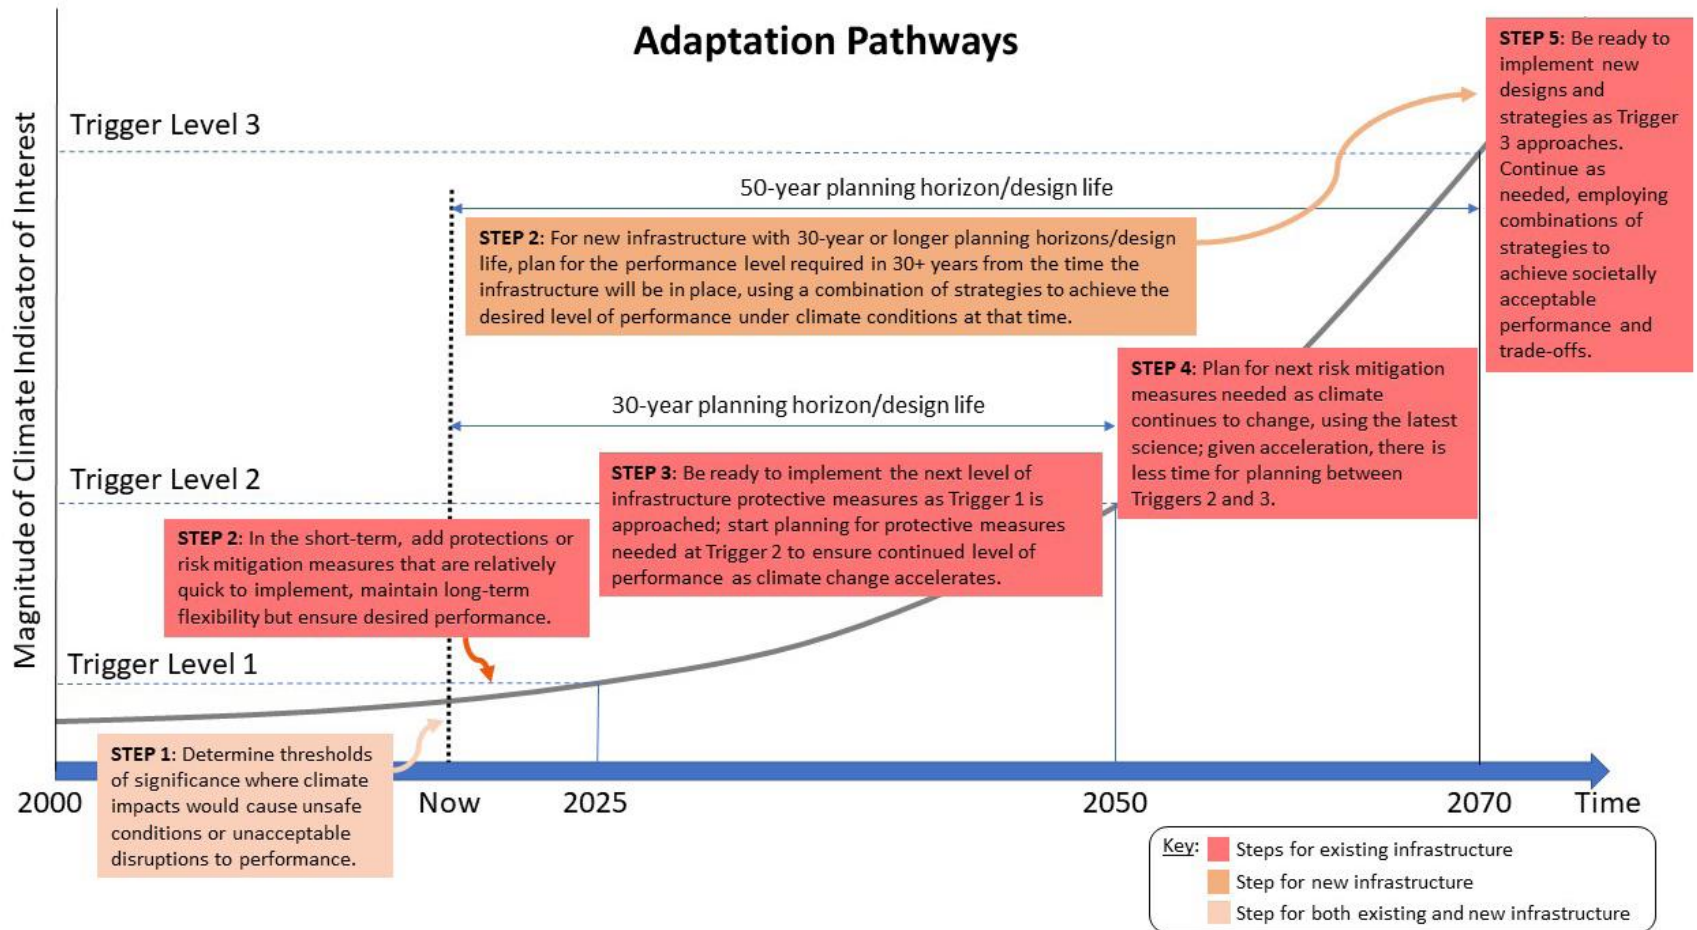 Adaptation Pathways
Magnitude of Climate Indicator of Interest
Trigger Level 3
50-year planning horizon/design life
STEP 5: Be ready to
implement new
designs and
strategies as Trigger
3 approaches.
Continue as
needed, employing
combinations of
strategies to
achieve societally
acceptable
performance and
trade-offs.
STEP 2: For new infrastructure with 30-year or longer planning horizons/design
life, plan for the performance level required in 30+ years from the time the
infrastructure will be in place, using a combination of strategies to achieve the
desired level of performance under climate conditions at that time.
30-year planning horizon/design life
STEP 4: Plan for next risk mitigation
measures needed as climate
continues to change, using the latest
science; given acceleration, there is
less time for planning between
Triggers 2 and 3.
Trigger Level 2
STEP 3: Be ready to implement the next level of
infrastructure protective measures as Trigger 1 is
approached; start planning for protective measures
needed at Trigger 2 to ensure continued level of
performance as climate change accelerates.
STEP 2: In the short-term, add protections or
risk mitigation measures that are relatively
quick to implement, maintain long-term
flexibility but ensure desired performance.
Trigger Level 1
STEP 1: Determine thresholds
of significance where climate
impacts would cause unsafe
conditions or unacceptable
disruptions to performance.
2000 Now 2025 2050 2070 Time
Key:
Steps for existing infrastructure
Step for new infrastructure
Step for both existing and new infrastructure